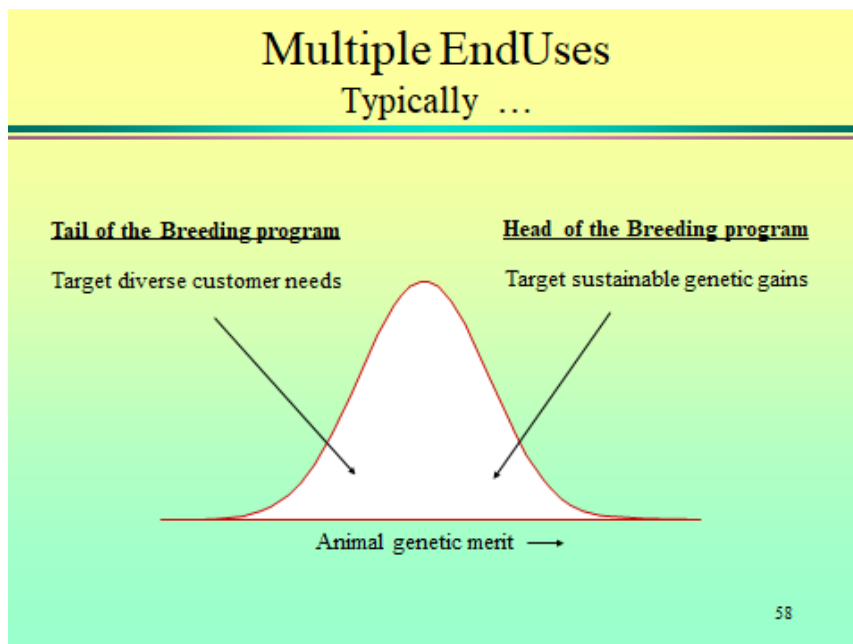 Multiple EndUses
Typically ...
Tail of the Breeding program
Target diverse customer needs
Head of the Breeding program
Target sustainable genetic gains
Animal genetic merit
58